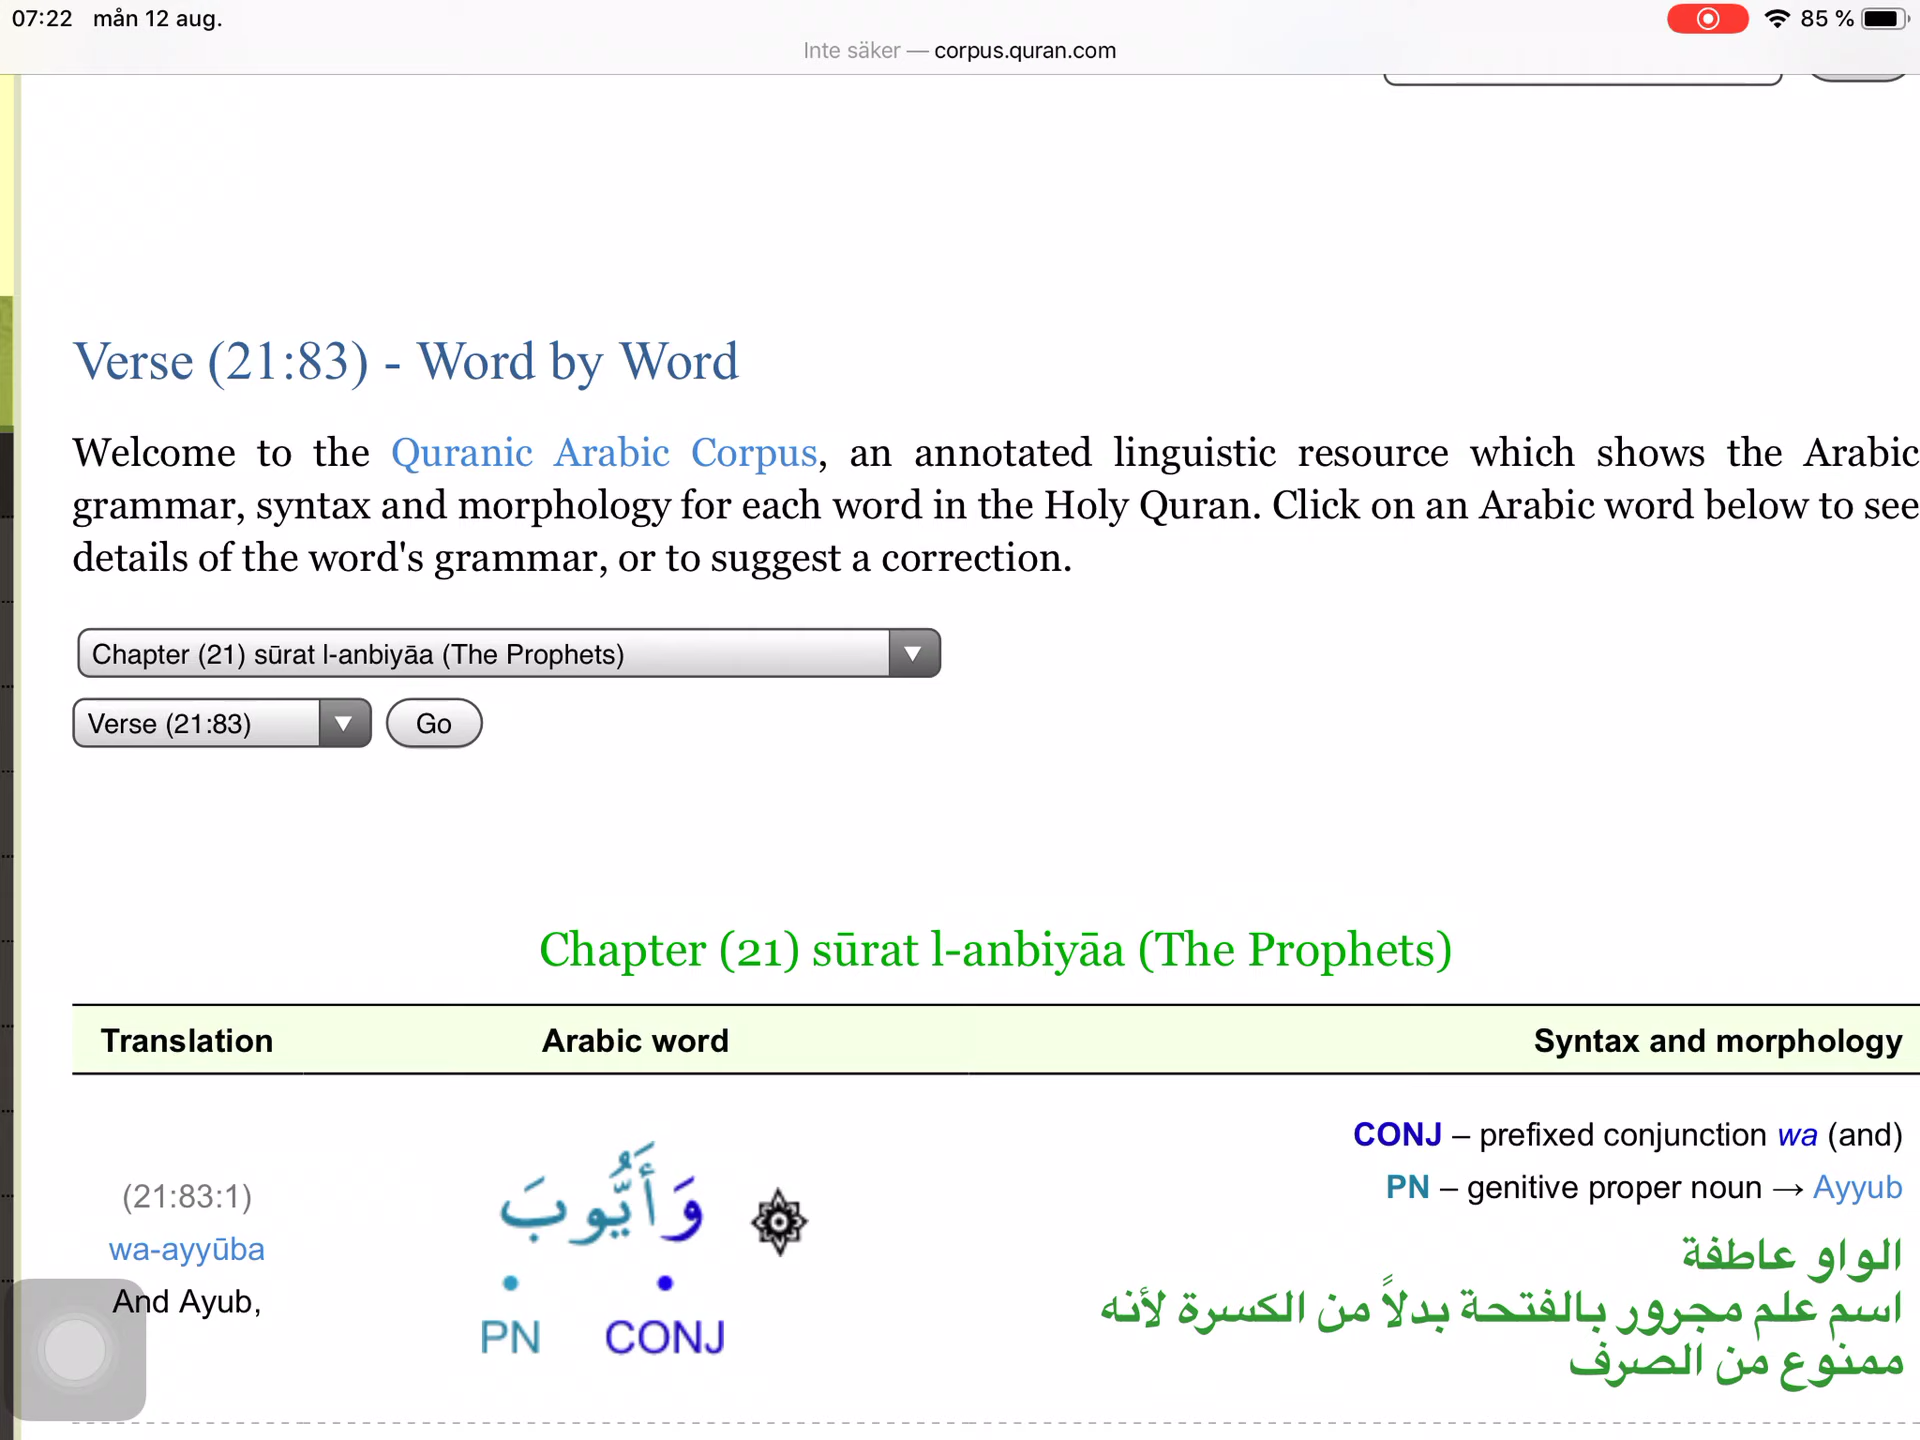 07:22 mån 12 aug. 85 %
Inte säker — corpus.quran.com
Verse (21:83) - Word by Word
Welcome to the Quranic Arabic Corpus, an annotated linguistic resource which shows the Arabic
grammar, syntax and morphology for each word in the Holy Quran. Click on an Arabic word below to see
details of the word's grammar, or to suggest a correction.
Chapter (21) sūrat l-anbiyāa (The Prophets)
Verse (21:83) Go
Chapter (21) sūrat l-anbiyāa (The Prophets)
Translation Arabic word Syntax and morphology
(21:83:1)
wa-ayyūba
And Ayub,
۞ وَأَيُّوبَ
PN CONJ
CONJ – prefixed conjunction wa (and)
PN – genitive proper noun → Ayyub
الواو عاطفة
اسم علم مجرور بالفتحة بدلاً من الكسرة لأنه
ممنوع من الصرف